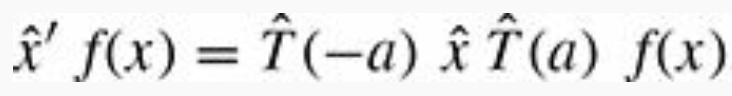 x̂′ f(x) = T̂(−a) x̂ T̂(a) f(x)